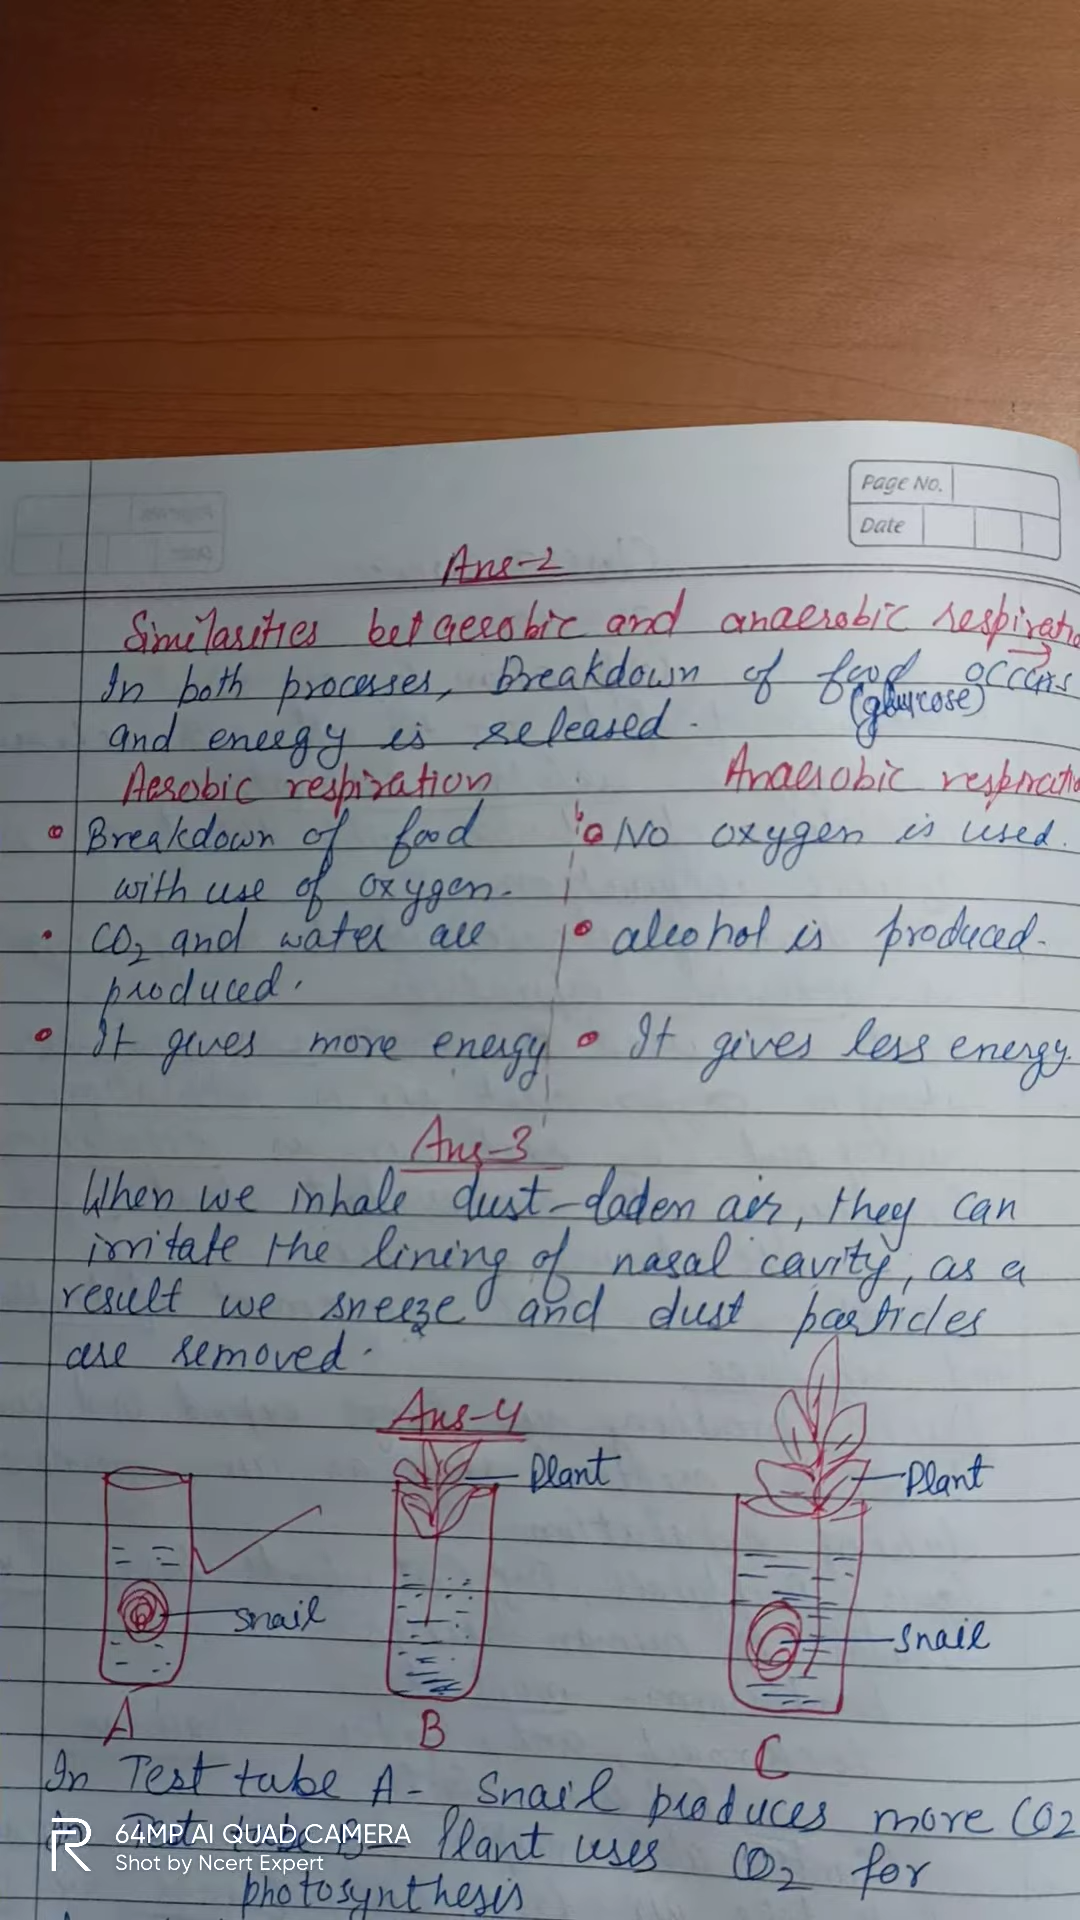 Page No.
Date
Ans-2
Similarities bet aerobic and anaerobic respiratio
In both processes, Breakdown of food occurs
(glucose)
and energy is released.
Aerobic respiration Anaerobic respiratio
Breakdown of food No oxygen is used.
with use of oxygen.
CO2 and water are alcohol is produced.
produced.
It gives more energy It gives less energy.
Ans-3
When we inhale dust-laden air, they can
irritate the lining of nasal cavity, as a
result we sneeze and dust particles
are removed.
Ans-4
Plant Plant
Snail Snail
A B C
In Test tube A- Snail produces more CO2
In Test tube B- Plant uses CO2 for
photosynthesis
64MP AI QUAD CAMERA
Shot by Ncert Expert